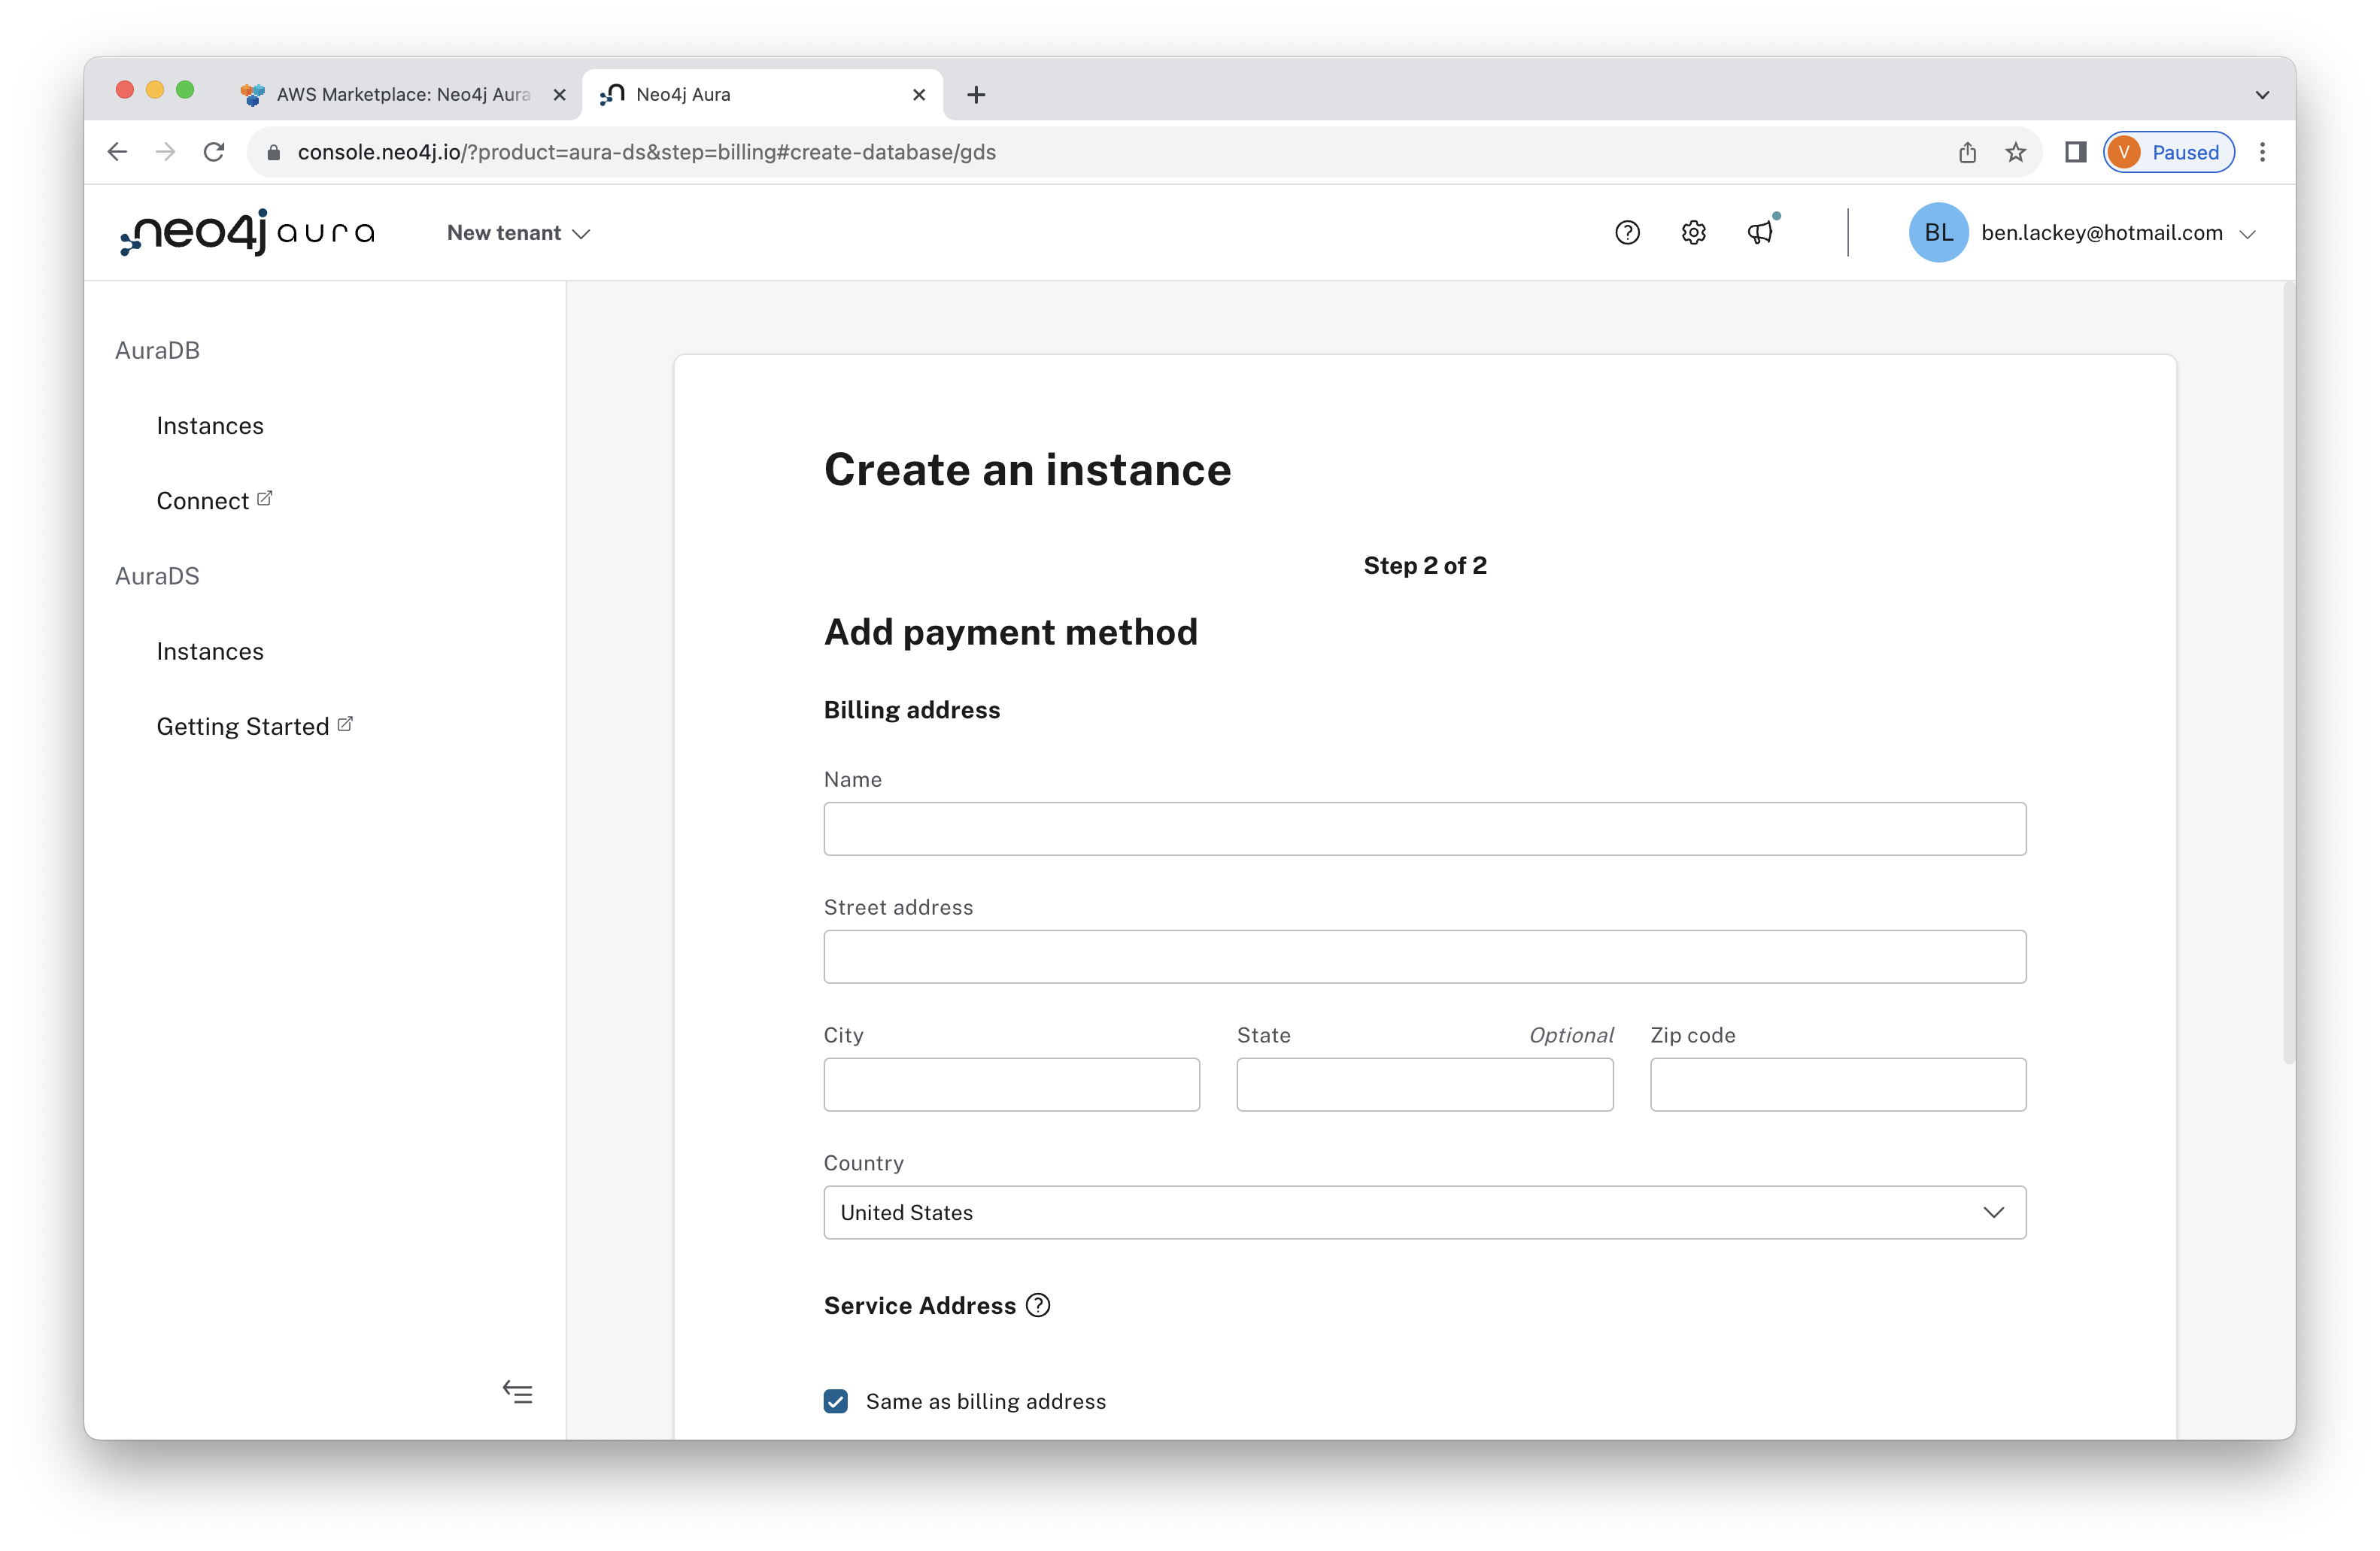 AWS Marketplace: Neo4j Aura
Neo4j Aura
console.neo4j.io/?product=aura-ds&step=billing#create-database/gds
V Paused
neo4j aura
New tenant
BL ben.lackey@hotmail.com
AuraDB
Instances
Connect
AuraDS
Instances
Getting Started
Create an instance
Step 2 of 2
Add payment method
Billing address
Name
Street address
City State Optional Zip code
Country
United States
Service Address
Same as billing address